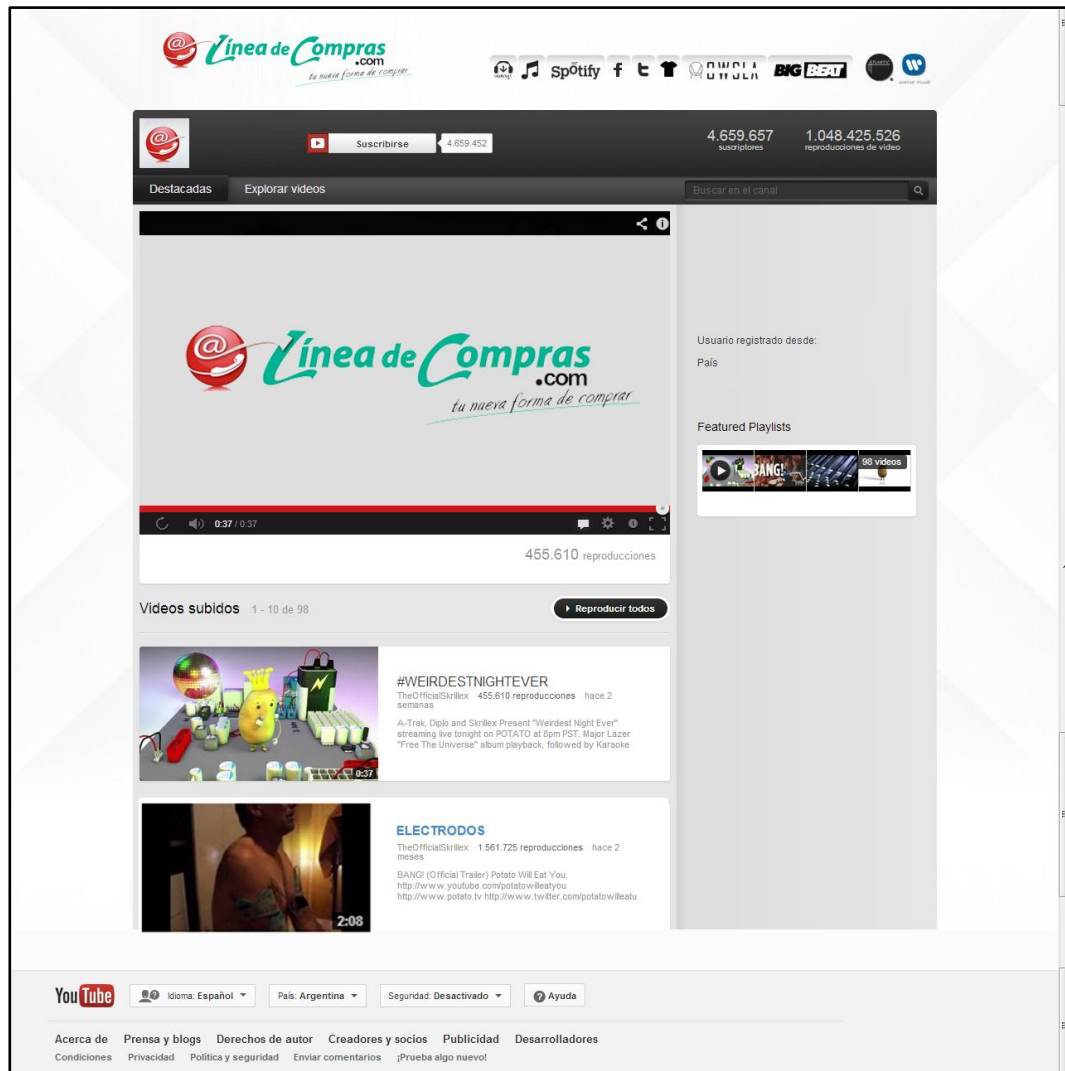 Línea de Compras
.com
tu nueva forma de comprar
Spotify
OWSLA
BIG BEAT
Suscribirse
4.659.452
4.659.657
suscriptores
1.048.425.526
reproducciones de video
Destacadas
Explorar videos
Buscar en el canal
Línea de Compras
.com
tu nueva forma de comprar
Usuario registrado desde:
País
Featured Playlists
BANG!
98 videos
0:37 / 0:37
455.610 reproducciones
Videos subidos 1 - 10 de 98
Reproducir todos
0:37
#WEIRDESTNIGHTEVER
TheOfficialSkrillex 455.610 reproducciones hace 2
semanas
A-Trak, Diplo and Skrillex Present "Weirdest Night Ever"
streaming live tonight on POTATO at 8pm PST. Major Lazer
"Free The Universe" album playback, followed by Karaoke
2:08
ELECTRODOS
TheOfficialSkrillex 1.561.725 reproducciones hace 2
meses
BANG! (Official Trailer) Potato Will Eat You.
http://www.youtube.com/potatowilleatyou
http://www.potato.tv http://www.twitter.com/potatowilleatu
YouTube
Idioma: Español
País: Argentina
Seguridad: Desactivado
Ayuda
Acerca de Prensa y blogs Derechos de autor Creadores y socios Publicidad Desarrolladores
Condiciones Privacidad Política y seguridad Enviar comentarios ¡Prueba algo nuevo!